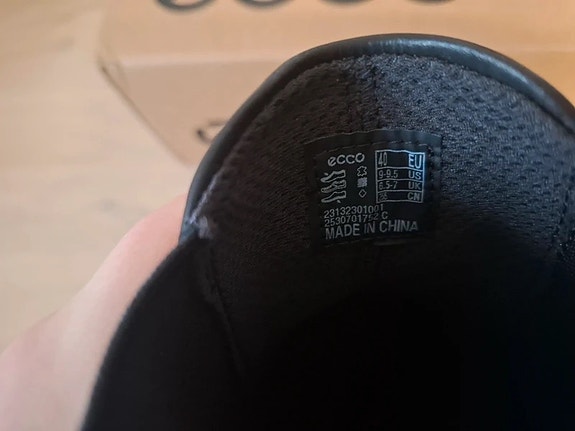 ecco
40 EU
9-9.5 US
6.5-7 UK
CN
23132301001
2530701752 C
MADE IN CHINA